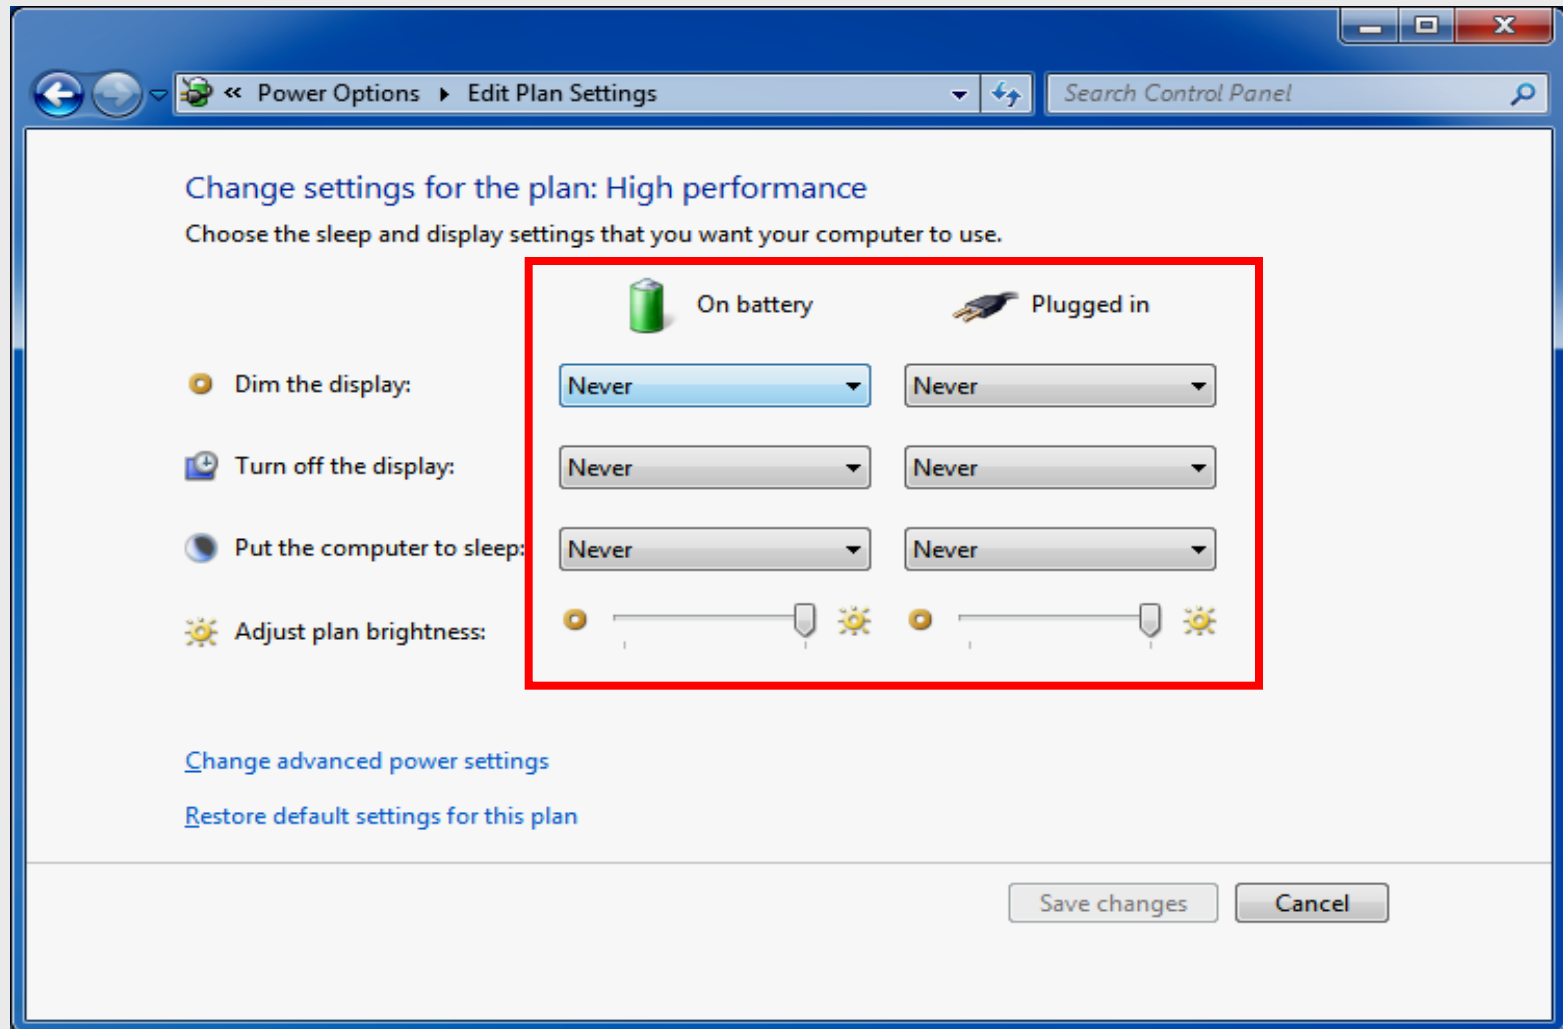 « Power Options ▸ Edit Plan Settings
Search Control Panel
Change settings for the plan: High performance
Choose the sleep and display settings that you want your computer to use.
On battery Plugged in
Dim the display: Never Never
Turn off the display: Never Never
Put the computer to sleep: Never Never
Adjust plan brightness:
Change advanced power settings
Restore default settings for this plan
Save changes Cancel